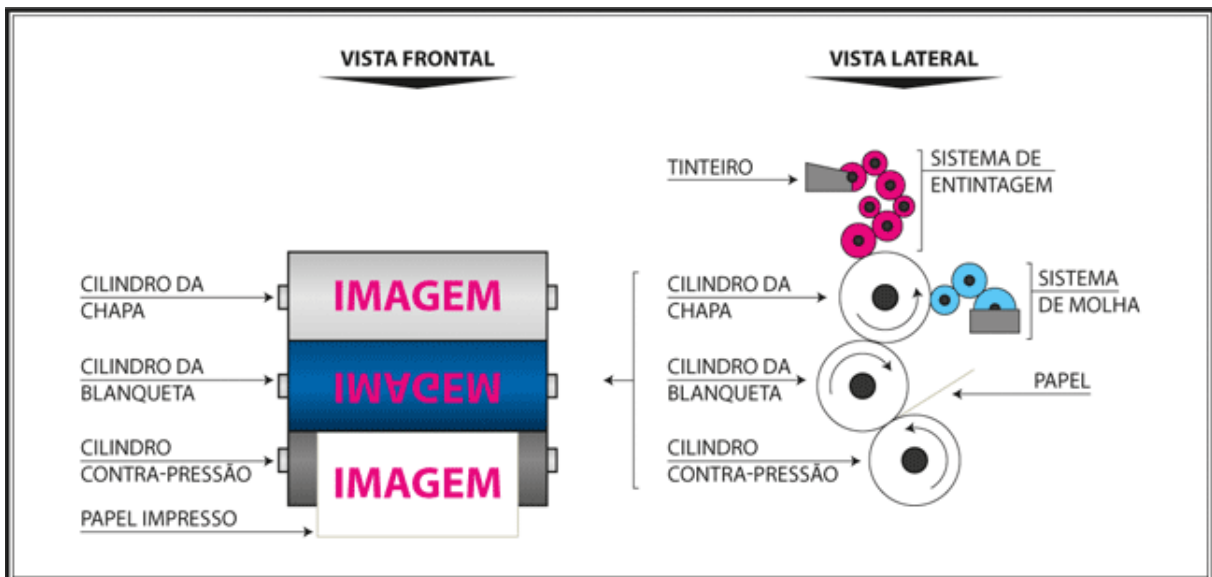 VISTA FRONTAL
CILINDRO DA
CHAPA
CILINDRO DA
BLANQUETA
CILINDRO
CONTRA-PRESSÃO
PAPEL IMPRESSO
IMAGEM
IMAGEM
IMAGEM
VISTA LATERAL
TINTEIRO
SISTEMA DE
ENTINTAGEM
CILINDRO DA
CHAPA
SISTEMA
DE MOLHA
CILINDRO DA
BLANQUETA
PAPEL
CILINDRO
CONTRA-PRESSÃO